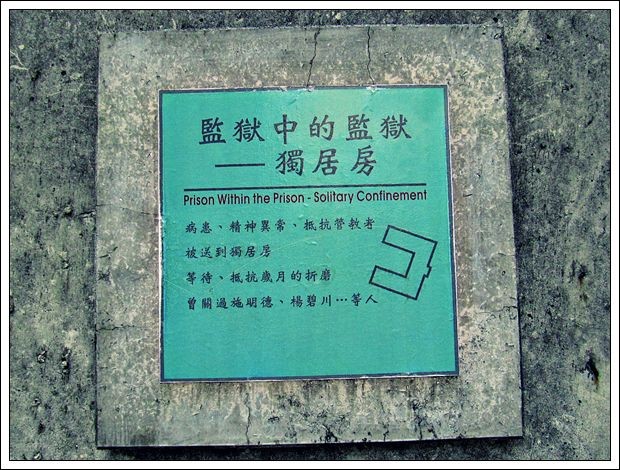 監獄中的監獄
——獨居房
Prison Within the Prison - Solitary Confinement
病患、精神異常、抵抗管教者
被送到獨居房
等待、抵抗歲月的折磨
曾關過施明德、楊碧川…等人